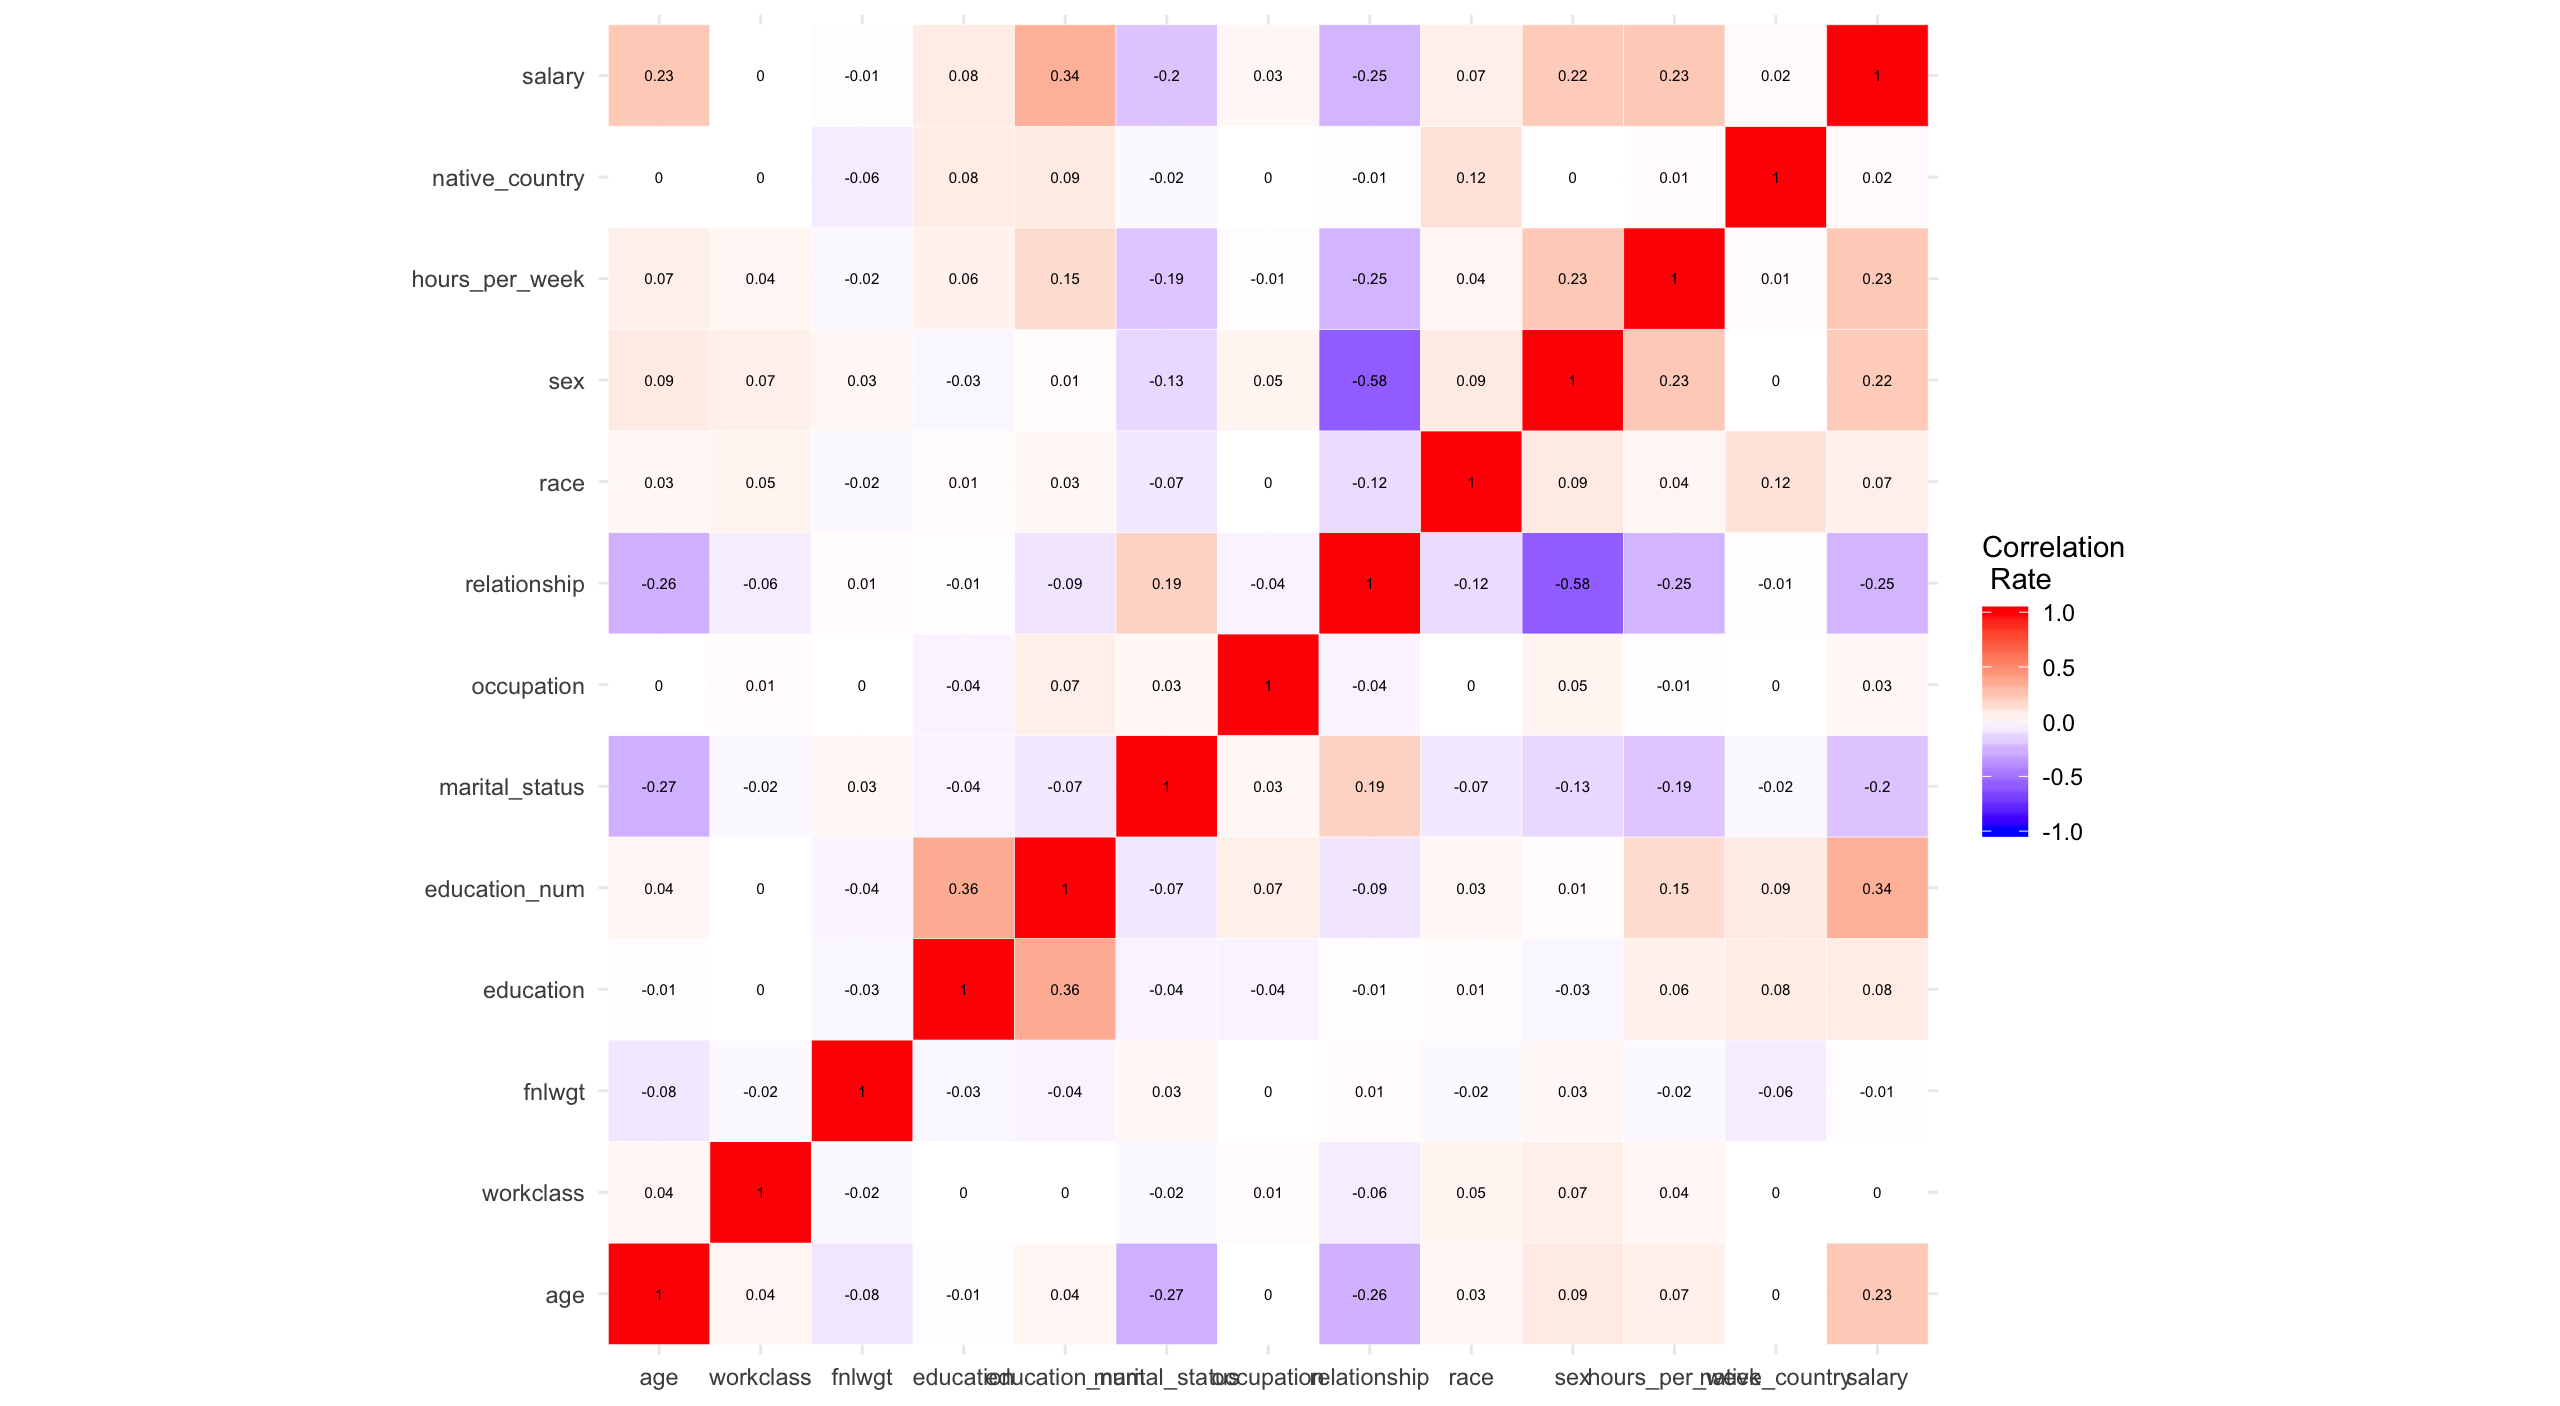 salary 0.23 0 -0.01 0.08 0.34 -0.2 0.03 -0.25 0.07 0.22 0.23 0.02 1
native_country 0 0 -0.06 0.08 0.09 -0.02 0 -0.01 0.12 0 0.01 1 0.02
hours_per_week 0.07 0.04 -0.02 0.06 0.15 -0.19 -0.01 -0.25 0.04 0.23 1 0.01 0.23
sex 0.09 0.07 0.03 -0.03 0.01 -0.13 0.05 -0.58 0.09 1 0.23 0 0.22
race 0.03 0.05 -0.02 0.01 0.03 -0.07 0 -0.12 1 0.09 0.04 0.12 0.07
relationship -0.26 -0.06 0.01 -0.01 -0.09 0.19 -0.04 1 -0.12 -0.58 -0.25 -0.01 -0.25
occupation 0 0.01 0 -0.04 0.07 0.03 1 -0.04 0 0.05 -0.01 0 0.03
marital_status -0.27 -0.02 0.03 -0.04 -0.07 1 0.03 0.19 -0.07 -0.13 -0.19 -0.02 -0.2
education_num 0.04 0 -0.04 0.36 1 -0.07 0.07 -0.09 0.03 0.01 0.15 0.09 0.34
education -0.01 0 -0.03 1 0.36 -0.04 -0.04 -0.01 0.01 -0.03 0.06 0.08 0.08
fnlwgt -0.08 -0.02 1 -0.03 -0.04 0.03 0 0.01 -0.02 0.03 -0.02 -0.06 -0.01
workclass 0.04 1 -0.02 0 0 -0.02 0.01 -0.06 0.05 0.07 0.04 0 0
age 1 0.04 -0.08 -0.01 0.04 -0.27 0 -0.26 0.03 0.09 0.07 0 0.23
age workclass fnlwgt education education_num marital_status occupation relationship race sex hours_per_week native_country salary
Correlation
Rate
1.0
0.5
0.0
-0.5
-1.0